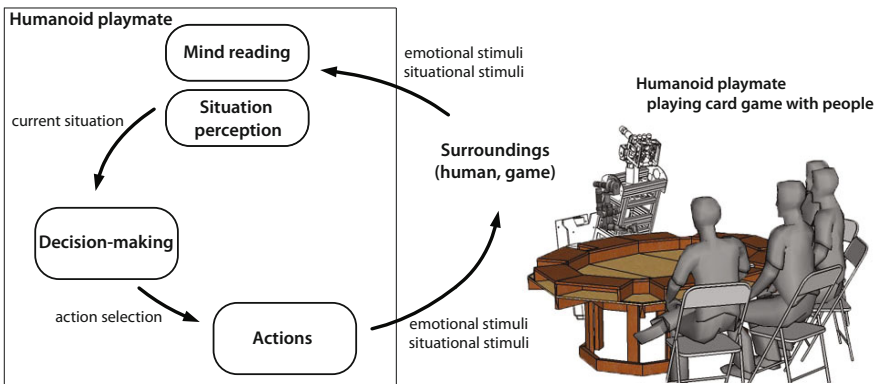 Humanoid playmate
Mind reading
Situation
perception
current situation
Decision-making
action selection
Actions
emotional stimuli
situational stimuli
Surroundings
(human, game)
emotional stimuli
situational stimuli
Humanoid playmate
playing card game with people